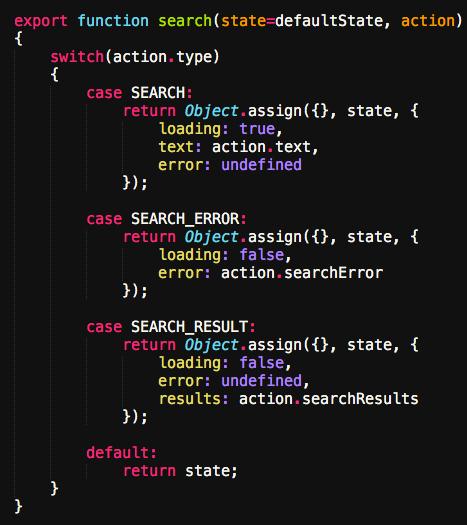 export function search(state=defaultState, action)
{
    switch(action.type)
    {
        case SEARCH:
            return Object.assign({}, state, {
                loading: true,
                text: action.text,
                error: undefined
            });

        case SEARCH_ERROR:
            return Object.assign({}, state, {
                loading: false,
                error: action.searchError
            });

        case SEARCH_RESULT:
            return Object.assign({}, state, {
                loading: false,
                error: undefined,
                results: action.searchResults
            });

        default:
            return state;
    }
}